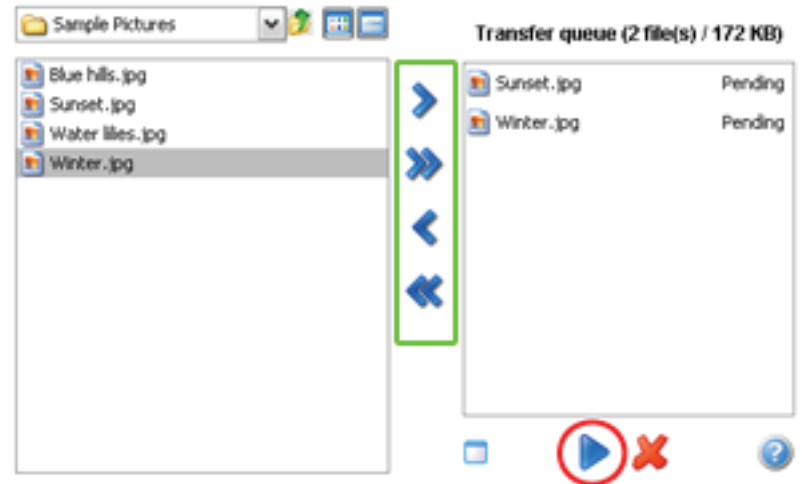 Sample Pictures
Blue hills.jpg
Sunset.jpg
Water lilies.jpg
Winter.jpg
Transfer queue (2 file(s) / 172 KB)
Sunset.jpg Pending
Winter.jpg Pending